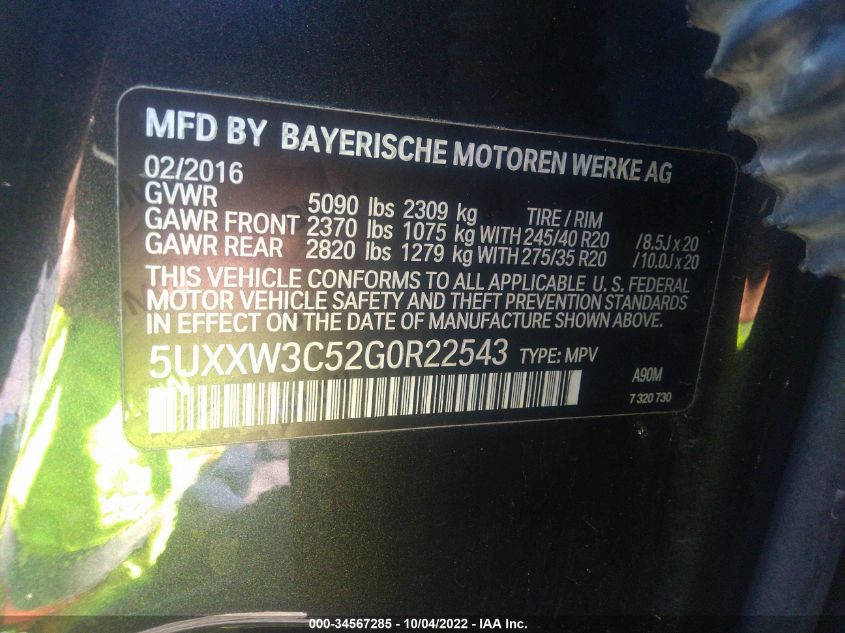 MFD BY BAYERISCHE MOTOREN WERKE AG
02/2016
GVWR 5090 lbs 2309 kg TIRE / RIM
GAWR FRONT 2370 lbs 1075 kg WITH 245/40 R20 /8.5J x 20
GAWR REAR 2820 lbs 1279 kg WITH 275/35 R20 /10.0J x 20
THIS VEHICLE CONFORMS TO ALL APPLICABLE U. S. FEDERAL
MOTOR VEHICLE SAFETY AND THEFT PREVENTION STANDARDS
IN EFFECT ON THE DATE OF MANUFACTURE SHOWN ABOVE.
5UXXW3C52G0R22543 TYPE: MPV
A90M
7 320 730
000-34567285 - 10/04/2022 - IAA Inc.